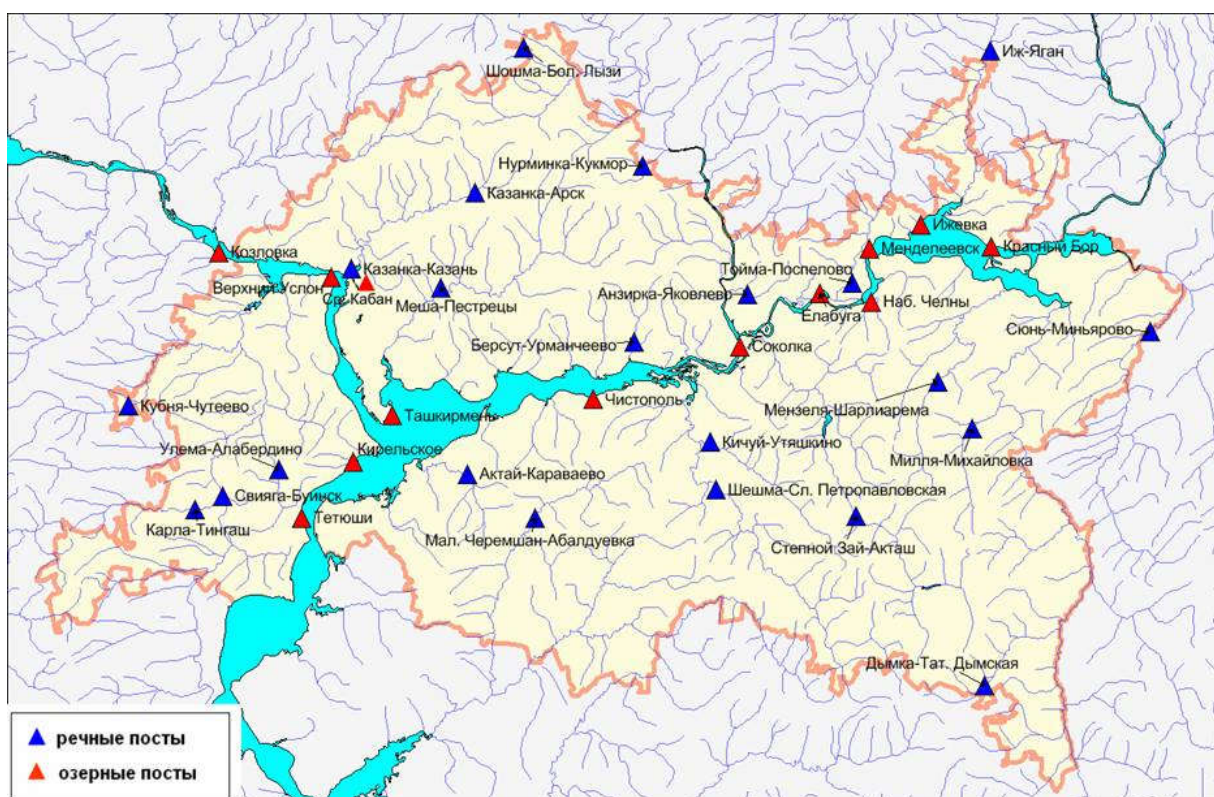 Шошма-Бол. Лызи
Иж-Яган
Нурминка-Кукмор
Казанка-Арск
Ижевка
Козловка
Менделеевск
Красный Бор
Казанка-Казань
Тойма-Поспелово
Верхний Услон
Ср. Кабан
Меша-Пестрецы
Анзирка-Яковлево
Елабуга
Наб. Челны
Сюнь-Миньярово
Берсут-Урманчеево
Соколка
Чистополь
Мензеля-Шарлиарема
Кубня-Чутеево
Ташкирмень
Улема-Алабердино
Кирельское
Кичуй-Утяшкино
Милля-Михайловка
Актай-Караваево
Свияга-Буинск
Шешма-Сл. Петропавловская
Карла-Тингаш
Тетюши
Мал. Черемшан-Абалдуевка
Степной Зай-Акташ
Дымка-Тат. Дымская
речные посты
озерные посты